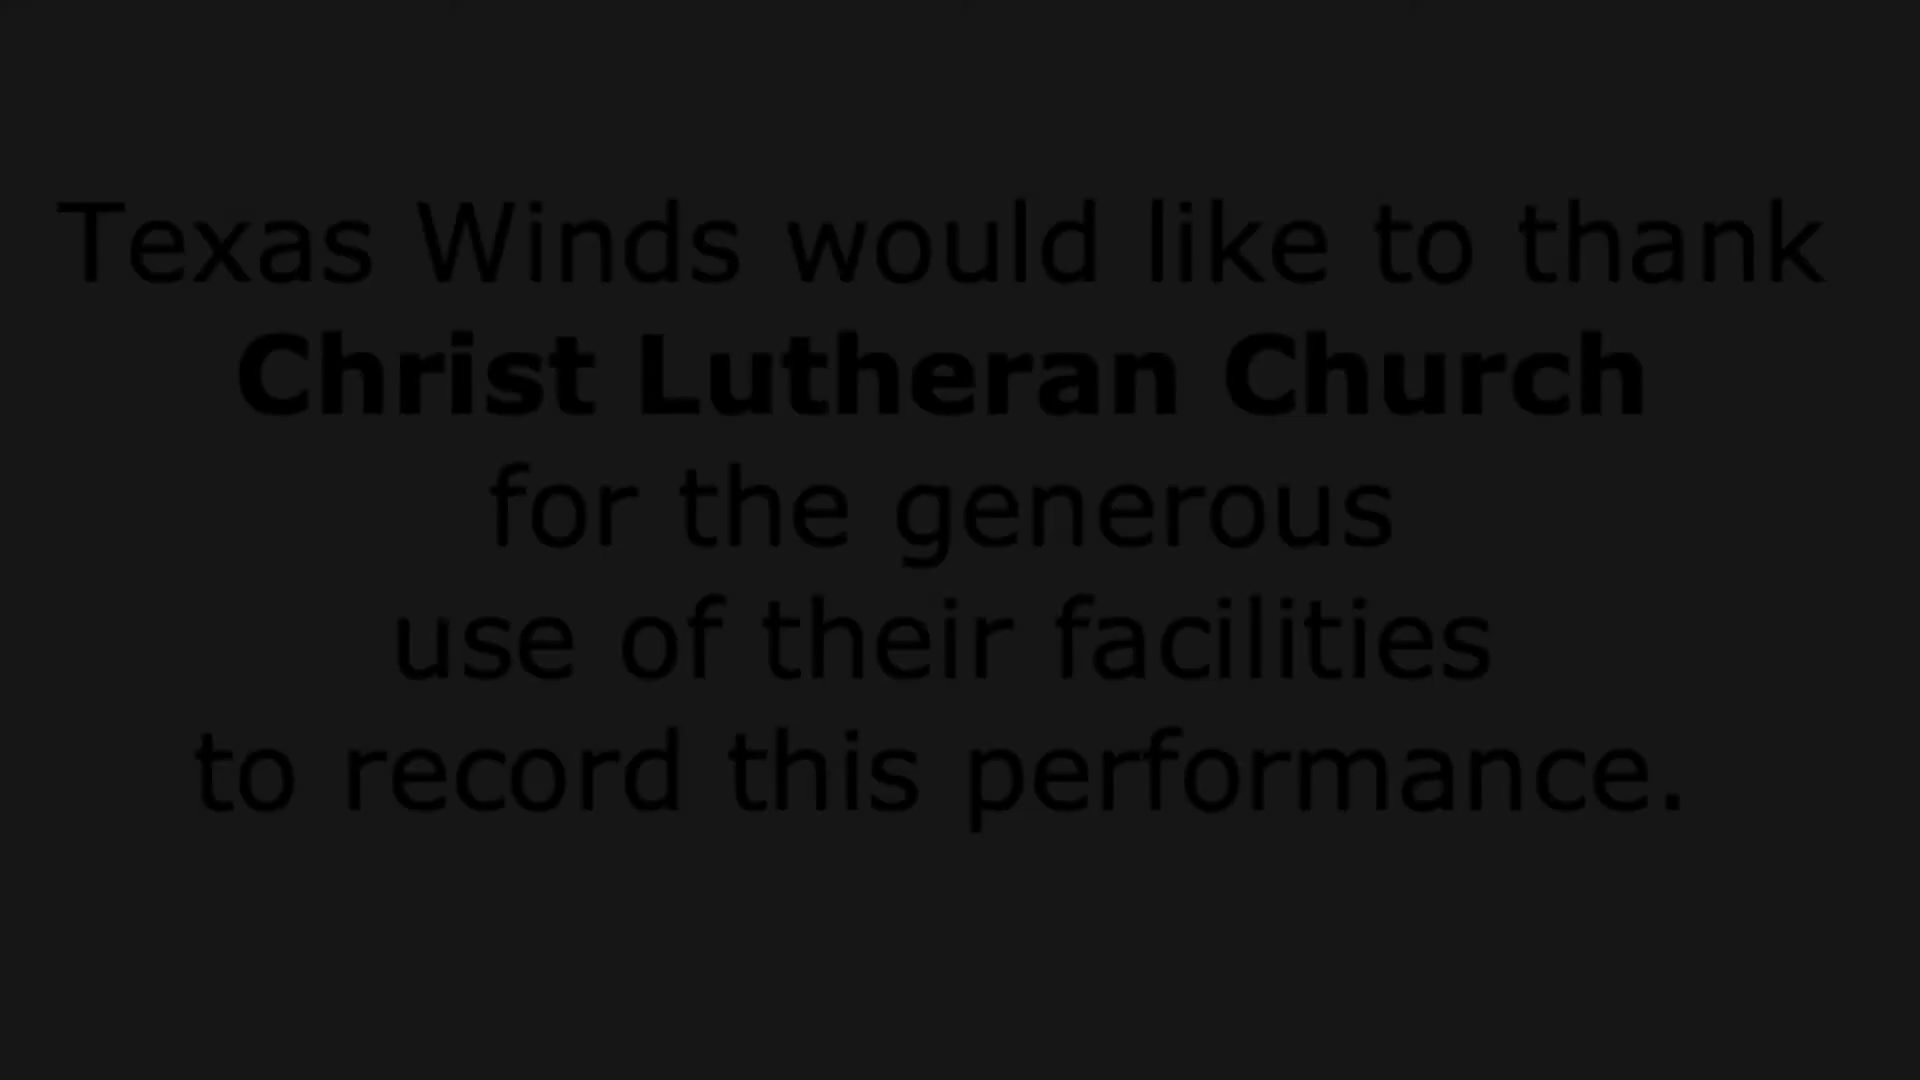 Texas Winds would like to thank
Christ Lutheran Church
for the generous
use of their facilities
to record this performance.